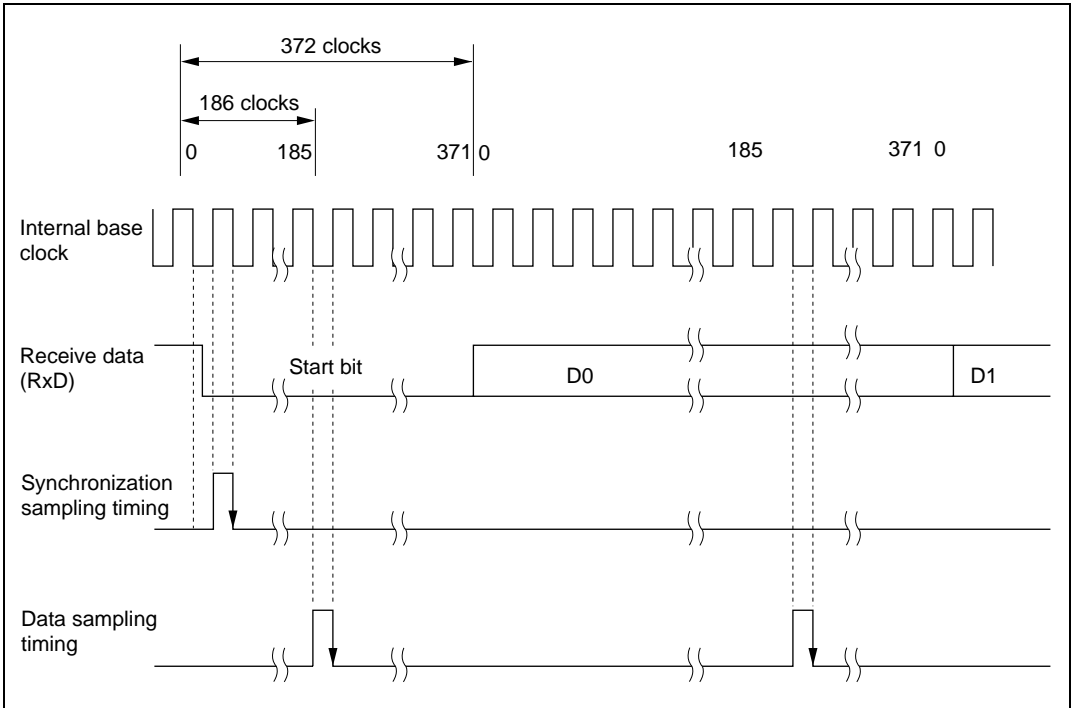 372 clocks
186 clocks
0 185 371 0 185 371 0
Internal base
clock
Receive data
(RxD)
Start bit
D0
D1
Synchronization
sampling timing
Data sampling
timing